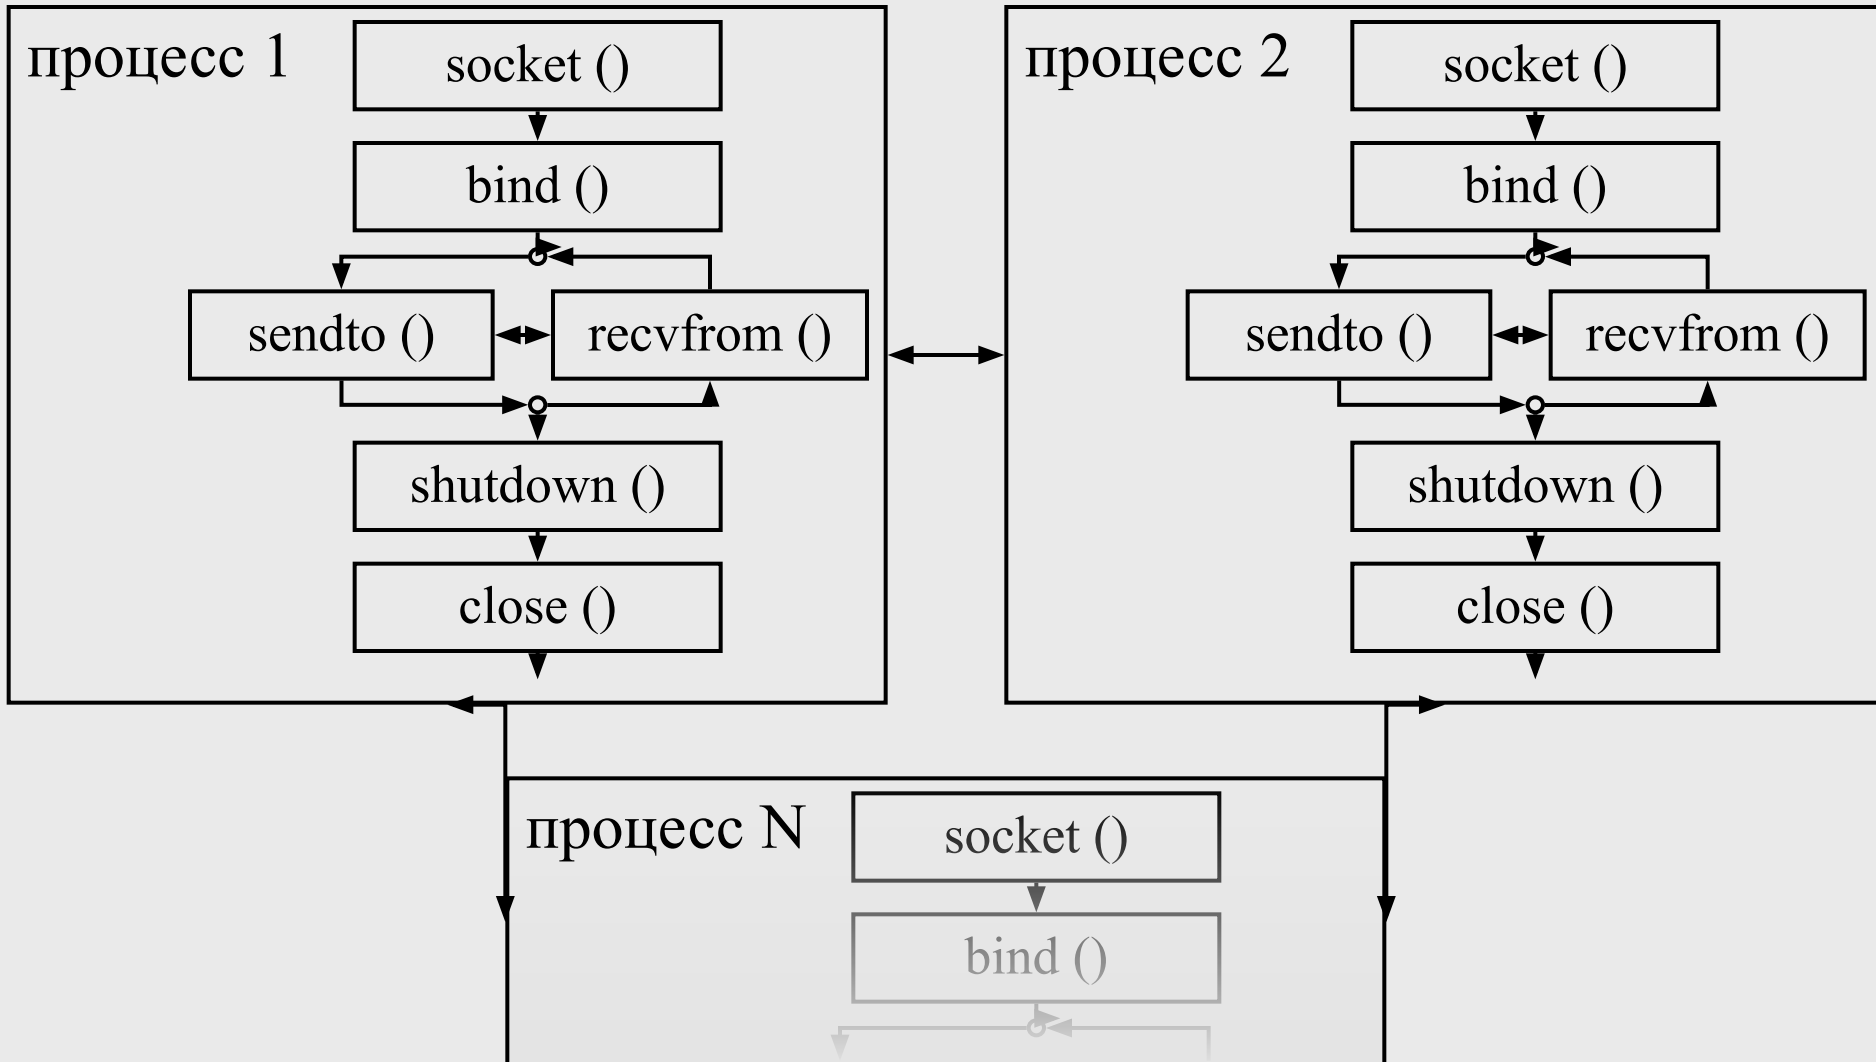 процесс 1
socket ()
bind ()
sendto ()
recvfrom ()
shutdown ()
close ()
процесс 2
socket ()
bind ()
sendto ()
recvfrom ()
shutdown ()
close ()
процесс N
socket ()
bind ()